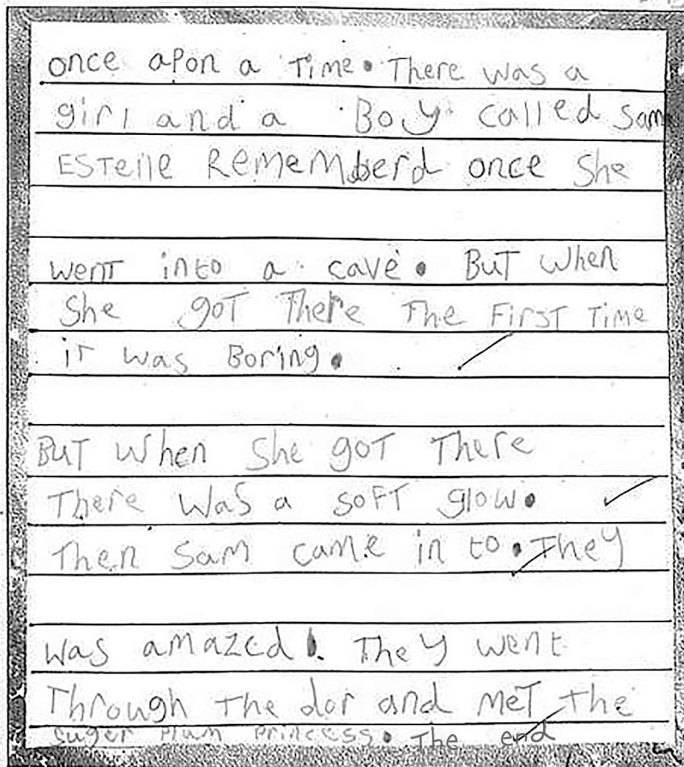 once apon a Time. There was a
girl and a Boy called Sam
ESTelle RememBerd once She
went into a cave. BuT When
She goT There The FirST Time
iT was Boring.
BuT When She goT There
There WaS a soFT glow.
Then Sam came in to. They
was amazed!. They went
Through The dor and meT the
Suger Plum Princess. The end